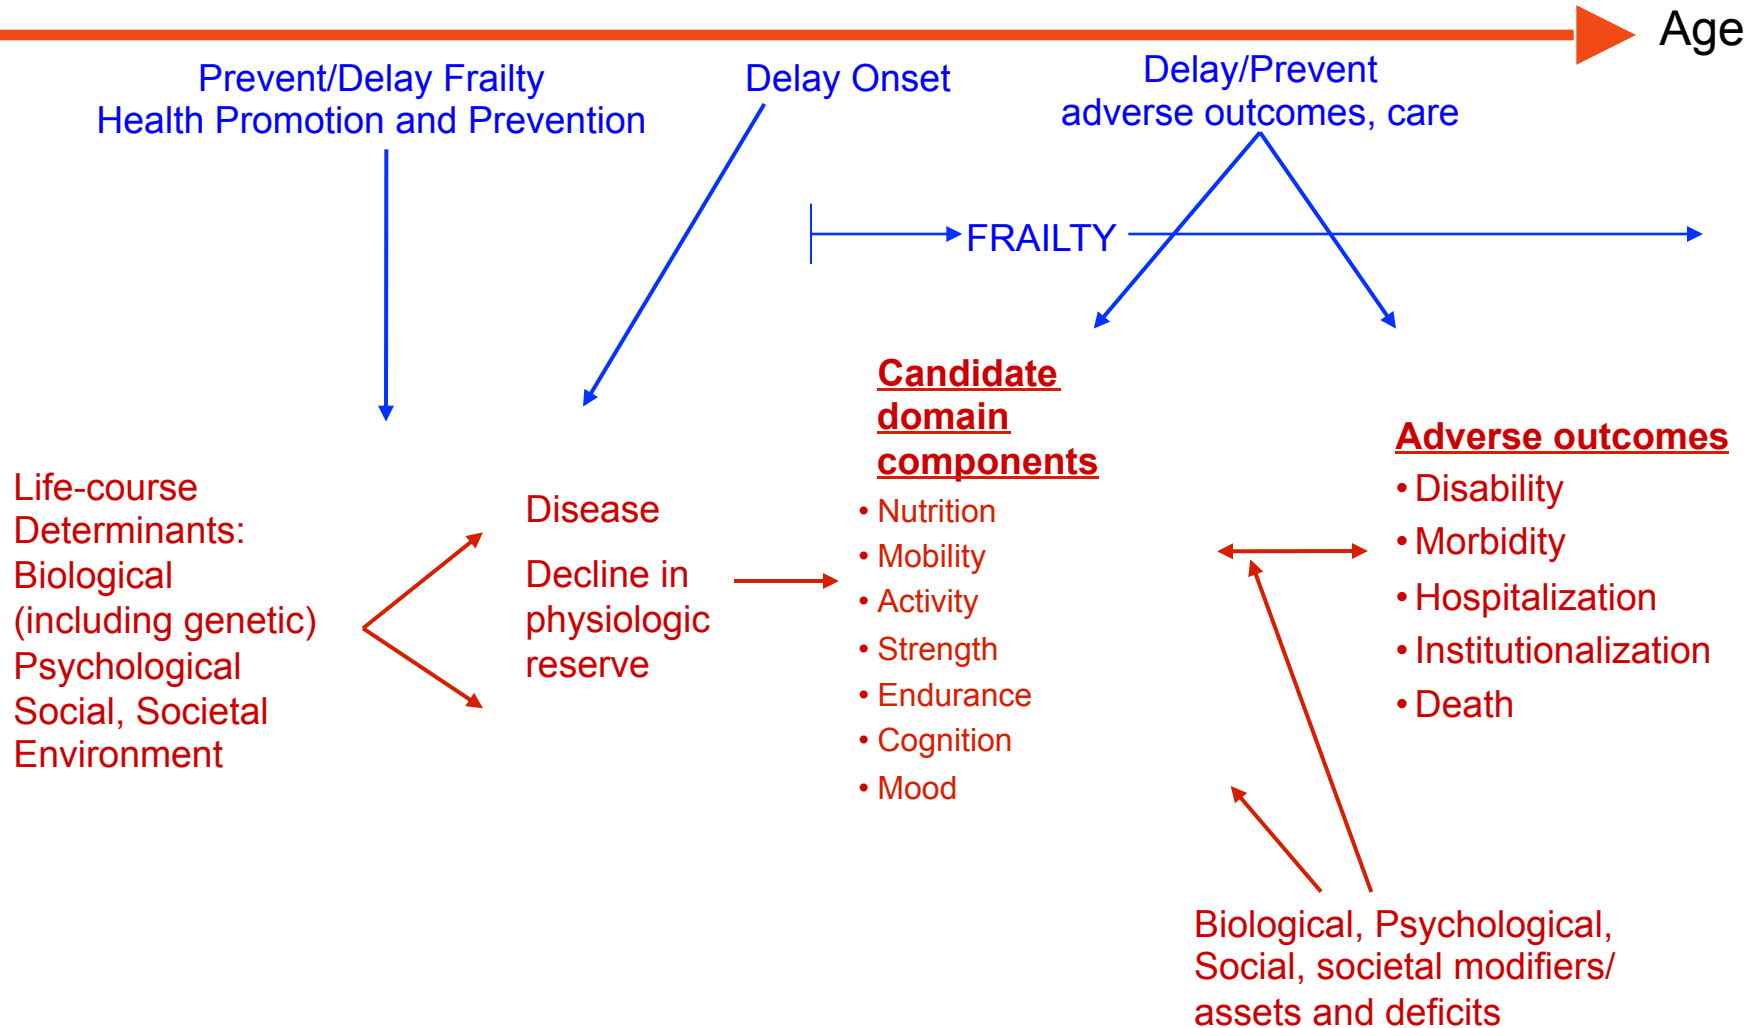 Age
Prevent/Delay Frailty
Health Promotion and Prevention
Delay Onset
Delay/Prevent
adverse outcomes, care
FRAILTY
Life-course
Determinants:
Biological
(including genetic)
Psychological
Social, Societal
Environment
Disease
Decline in
physiologic
reserve
Candidate
domain
components
• Nutrition
• Mobility
• Activity
• Strength
• Endurance
• Cognition
• Mood
Adverse outcomes
• Disability
• Morbidity
• Hospitalization
• Institutionalization
• Death
Biological, Psychological,
Social, societal modifiers/
assets and deficits